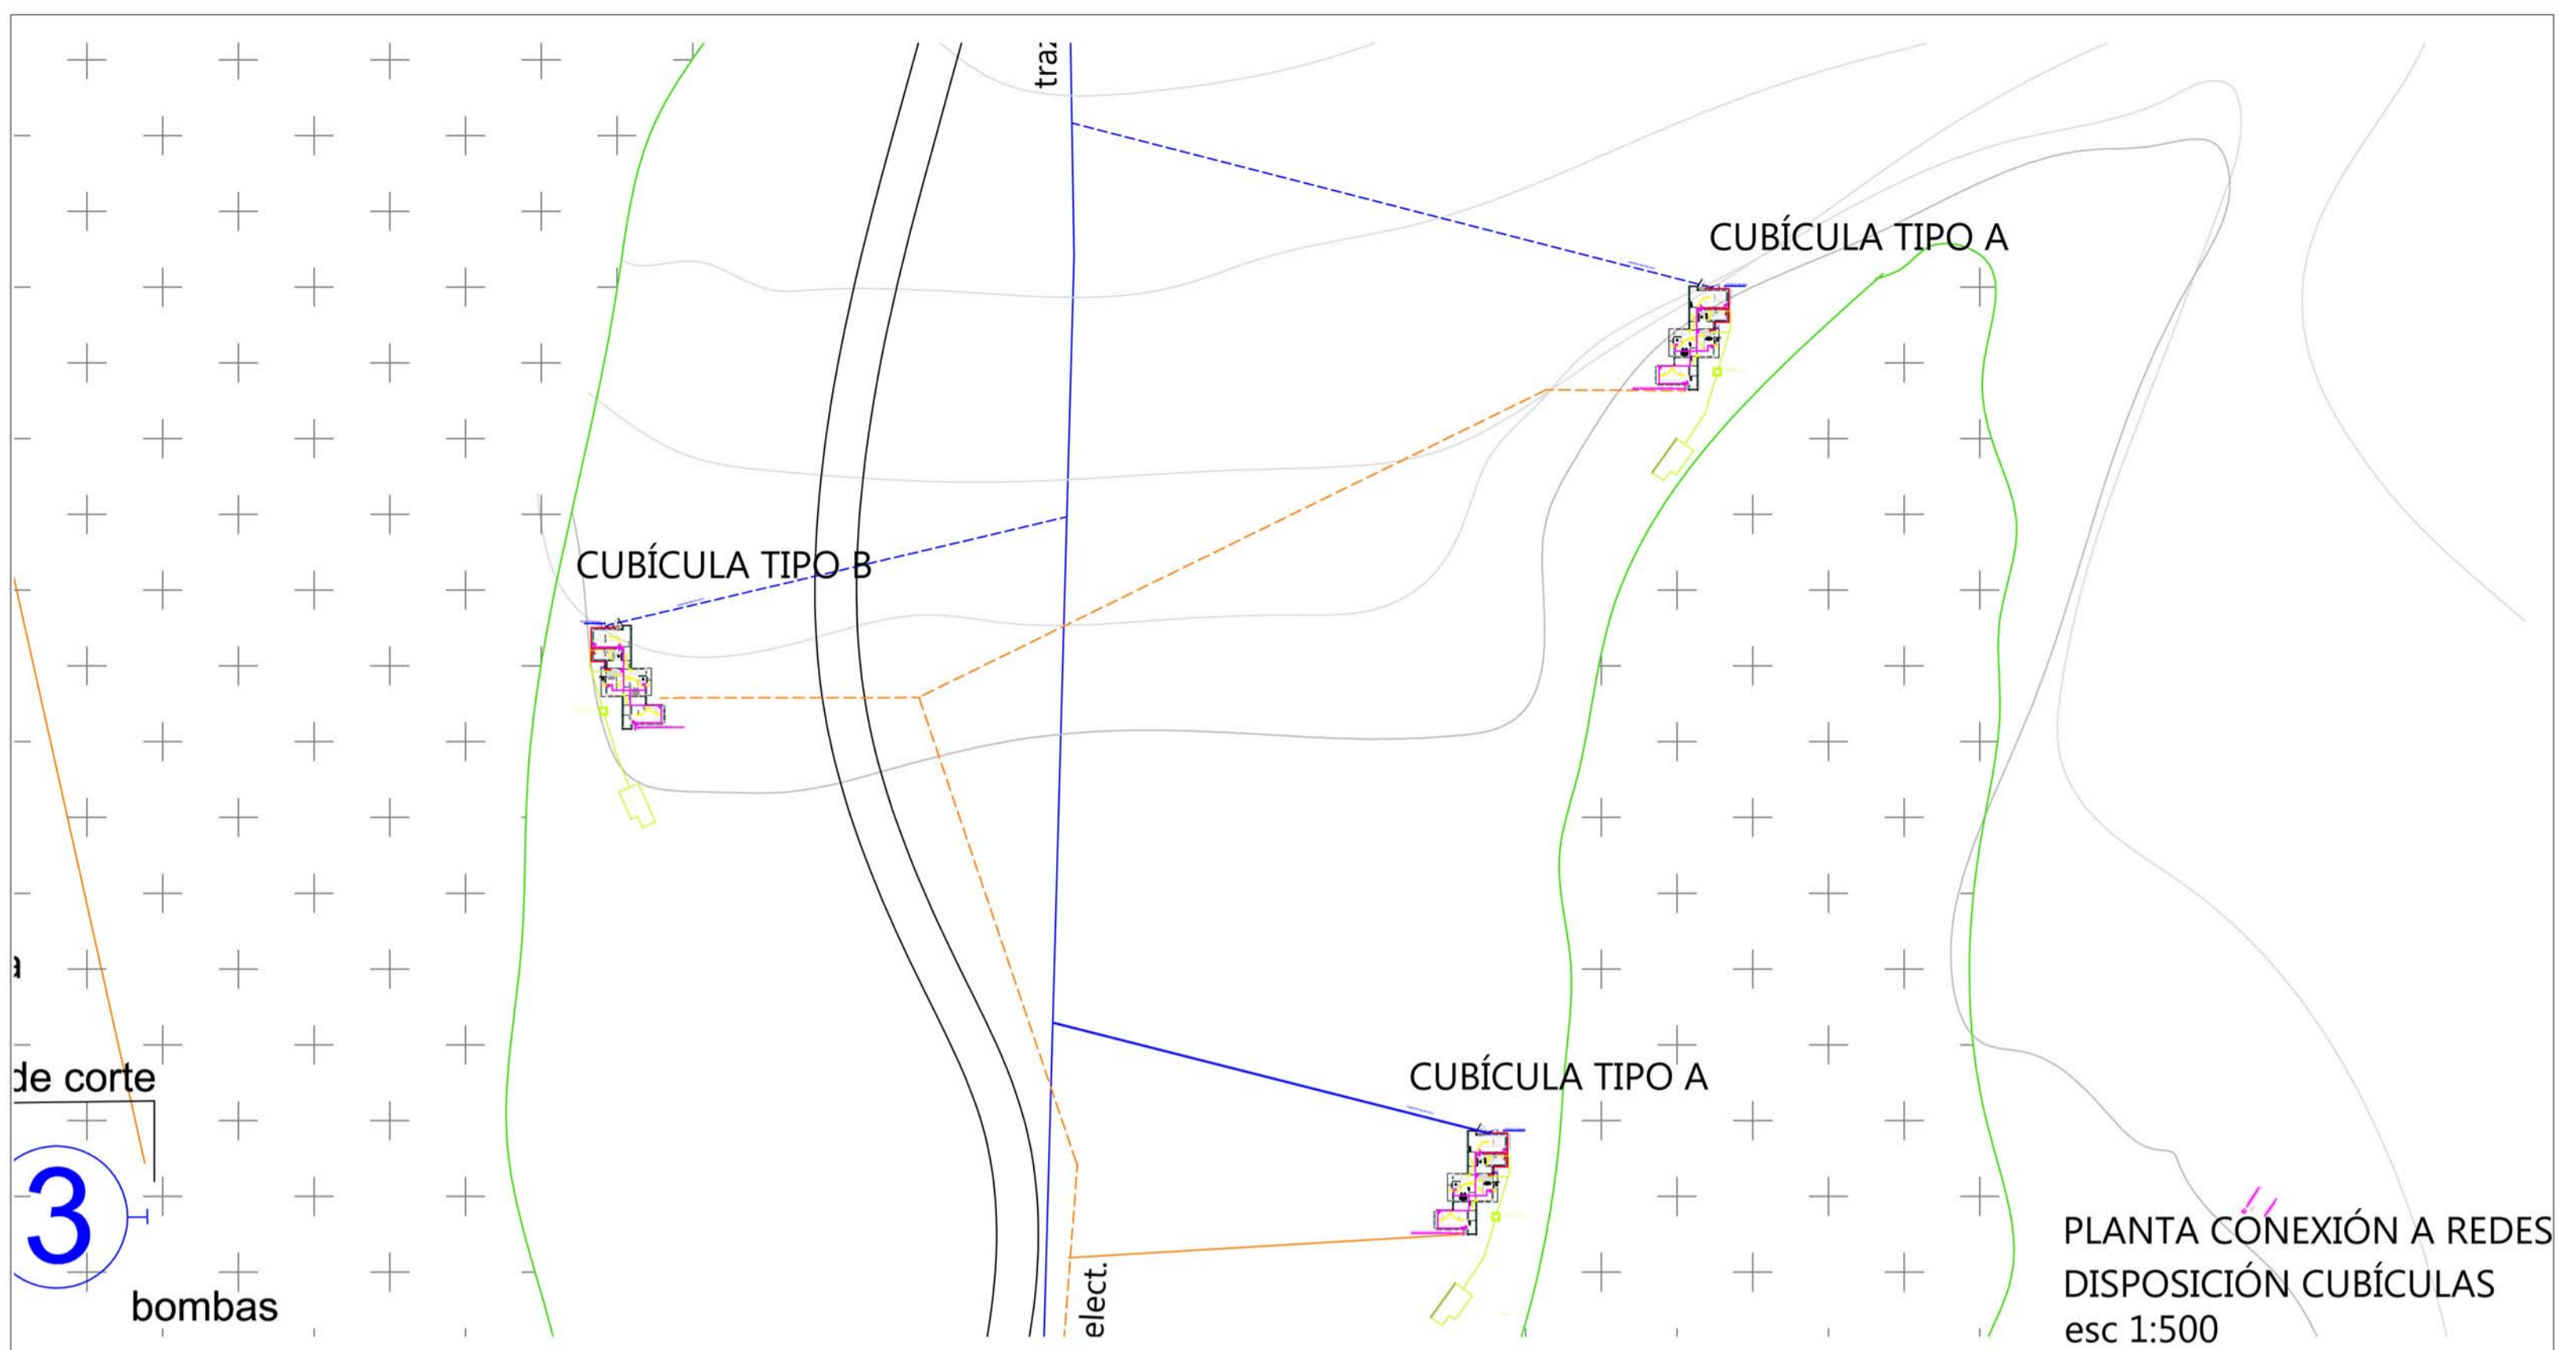 traz
CUBÍCULA TIPO A
CUBÍCULA TIPO B
a
de corte
CUBÍCULA TIPO A
3
bombas
elect.
PLANTA CONEXIÓN A REDES
DISPOSICIÓN CUBÍCULAS
esc 1:500